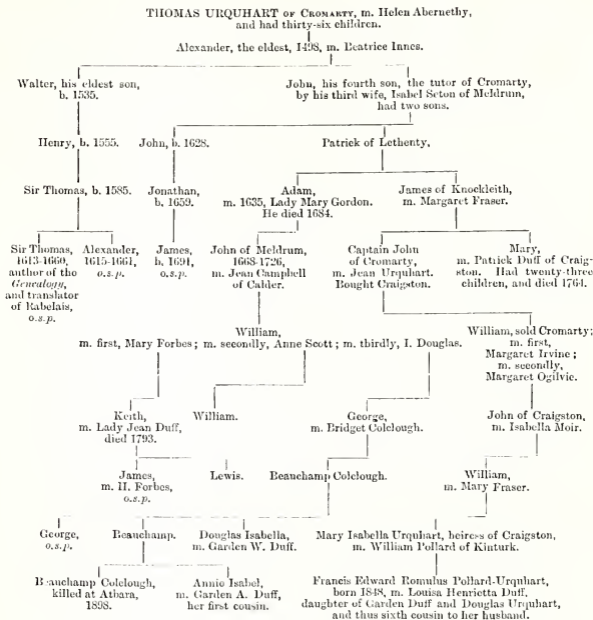 THOMAS URQUHART OF CROMARTY, m. Helen Abernethy,
and had thirty-six children.
Alexander, the eldest, 1498, m. Beatrice Innes.
Walter, his eldest son,
b. 1535.
John, his fourth son, the tutor of Cromarty,
by his third wife, Isabel Seton of Meldrum,
had two sons.
Henry, b. 1555.
John, b. 1628.
Patrick of Lethenty,
Sir Thomas, b. 1585.
Jonathan,
b. 1659.
Adam,
m. 1635, Lady Mary Gordon.
He died 1684.
James of Knockleith,
m. Margaret Fraser.
Sir Thomas,
1613-1660,
author of the
Genealogy,
and translator
of Rabelais,
o.s.p.
Alexander,
1615-1661,
o.s.p.
James,
b. 1691,
o.s.p.
John of Meldrum,
1668-1726,
m. Jean Campbell
of Calder.
Captain John
of Cromarty,
m. Jean Urquhart.
Bought Craigston.
Mary,
m. Patrick Duff of Craig-
ston. Had twenty-three
children, and died 1764.
William,
m. first, Mary Forbes; m. secondly, Anne Scott; m. thirdly, I. Douglas.
William, sold Cromarty;
m. first,
Margaret Irvine;
m. secondly,
Margaret Ogilvie.
Keith,
m. Lady Jean Duff,
died 1793.
William.
George,
m. Bridget Colclough.
John of Craigston,
m. Isabella Moir.
James,
m. H. Forbes,
o.s.p.
Lewis.
Beauchamp Colclough.
William,
m. Mary Fraser.
George,
o.s.p.
Beauchamp.
Douglas Isabella,
m. Garden W. Duff.
Mary Isabella Urquhart, heiress of Craigston,
m. William Pollard of Kinturk.
Beauchamp Colclough,
killed at Atbara,
1898.
Annie Isabel,
m. Garden A. Duff,
her first cousin.
Francis Edward Romulus Pollard-Urquhart,
born 1848, m. Louisa Henrietta Duff,
daughter of Garden Duff and Douglas Urquhart,
and thus sixth cousin to her husband.